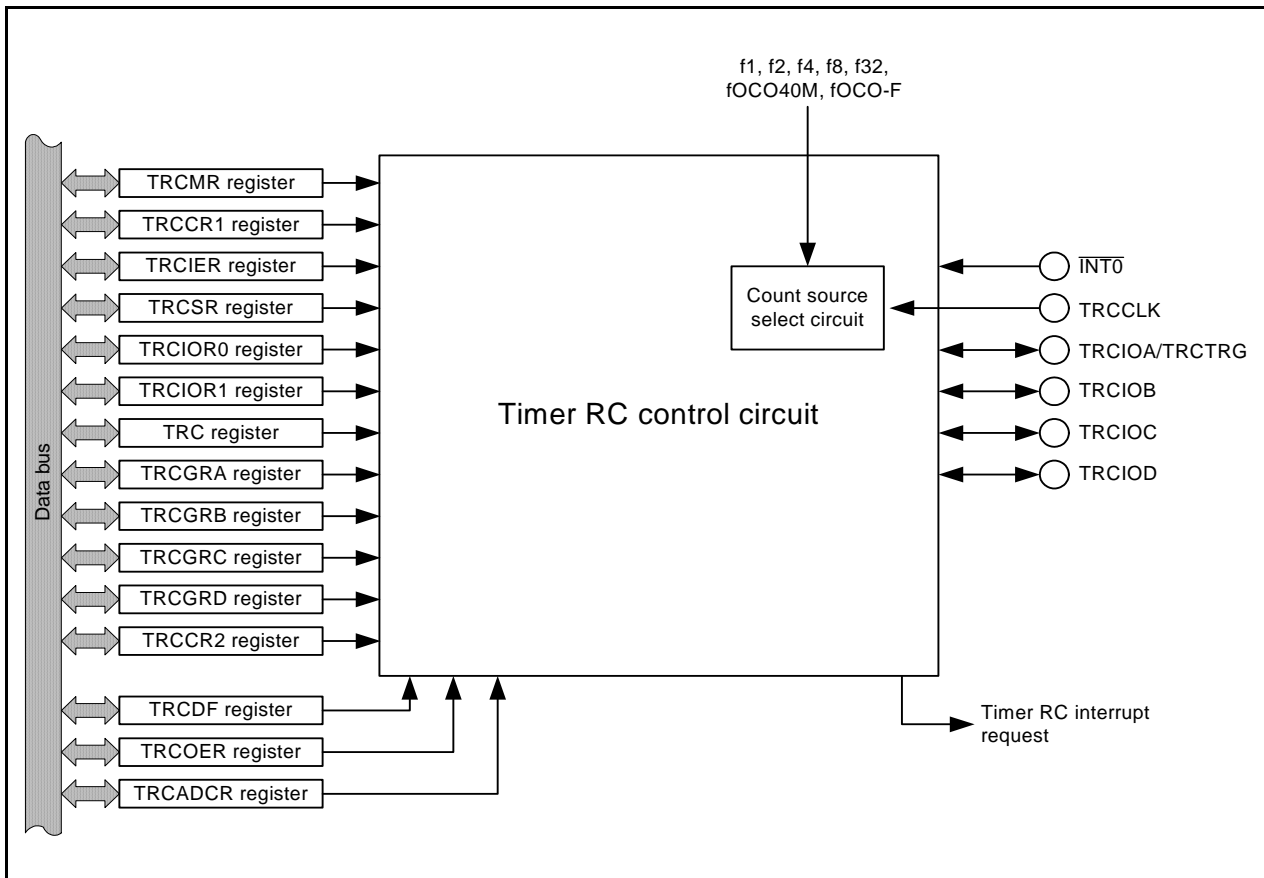 f1, f2, f4, f8, f32,
fOCO40M, fOCO-F
Data bus
TRCMR register
TRCCR1 register
TRCIER register
TRCSR register
TRCIOR0 register
TRCIOR1 register
TRC register
TRCGRA register
TRCGRB register
TRCGRC register
TRCGRD register
TRCCR2 register
TRCDF register
TRCOER register
TRCADCR register
Timer RC control circuit
Count source
select circuit
I̅N̅T̅0̅
TRCCLK
TRCIOA/TRCTRG
TRCIOB
TRCIOC
TRCIOD
Timer RC interrupt
request